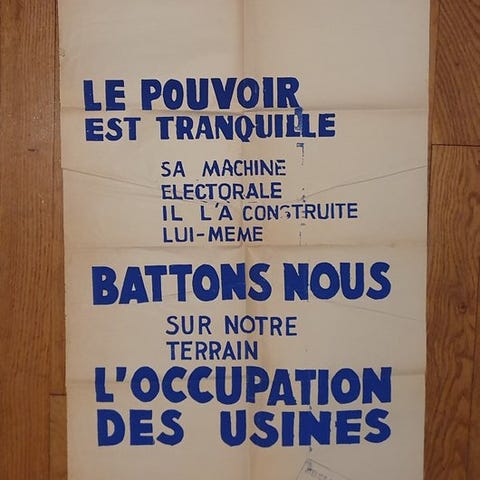 LE POUVOIR
EST TRANQUILLE
SA MACHINE
ELECTORALE
IL L'A CONSTRUITE
LUI-MEME
BATTONS NOUS
SUR NOTRE
TERRAIN
L'OCCUPATION
DES USINES